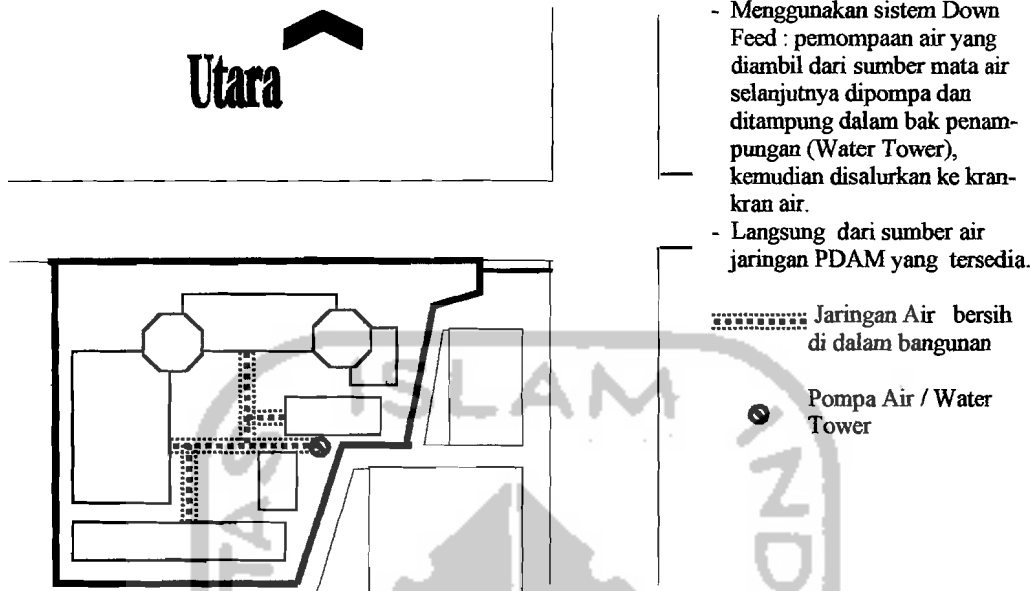 Utara
- Menggunakan sistem Down
Feed : pemompaan air yang
diambil dari sumber mata air
selanjutnya dipompa dan
ditampung dalam bak penam-
pungan (Water Tower),
kemudian disalurkan ke kran-
kran air.
- Langsung dari sumber air
jaringan PDAM yang tersedia.
Jaringan Air bersih
di dalam bangunan
Pompa Air / Water
Tower
ISLAM